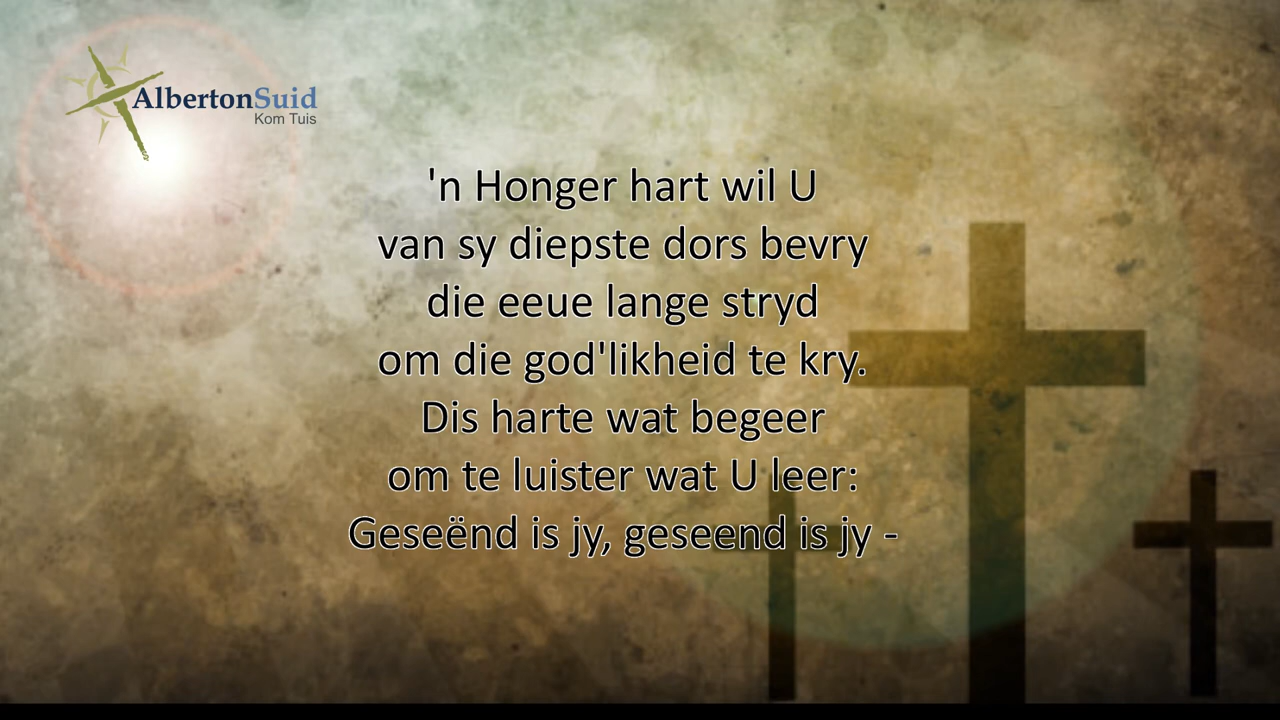 AlbertonSuid
Kom Tuis
'n Honger hart wil U
van sy diepste dors bevry
die eeue lange stryd
om die god'likheid te kry.
Dis harte wat begeer
om te luister wat U leer:
Geseënd is jy, geseend is jy -